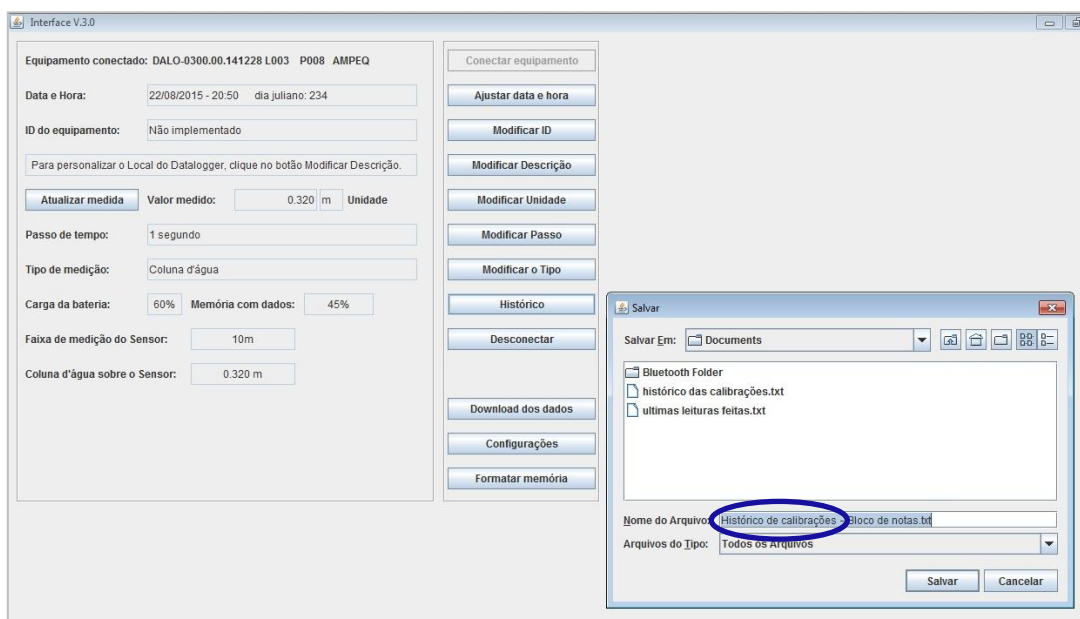 Interface V.3.0
Equipamento conectado: DALO-0300.00.141228 L003 P008 AMPEQ
Data e Hora: 22/08/2015 - 20:50 dia juliano: 234
ID do equipamento: Não implementado
Para personalizar o Local do Datalogger, clique no botão Modificar Descrição.
Atualizar medida Valor medido: 0.320 m Unidade
Passo de tempo: 1 segundo
Tipo de medição: Coluna d'água
Carga da bateria: 60% Memória com dados: 45%
Faixa de medição do Sensor: 10m
Coluna d'água sobre o Sensor: 0.320 m
Conectar equipamento
Ajustar data e hora
Modificar ID
Modificar Descrição
Modificar Unidade
Modificar Passo
Modificar o Tipo
Histórico
Desconectar
Download dos dados
Configurações
Formatar memória
Salvar
Salvar Em: Documents
Bluetooth Folder
histórico das calibrações.txt
ultimas leituras feitas.txt
Nome do Arquivo: Histórico de calibrações - Bloco de notas.txt
Arquivos do Tipo: Todos os Arquivos
Salvar Cancelar